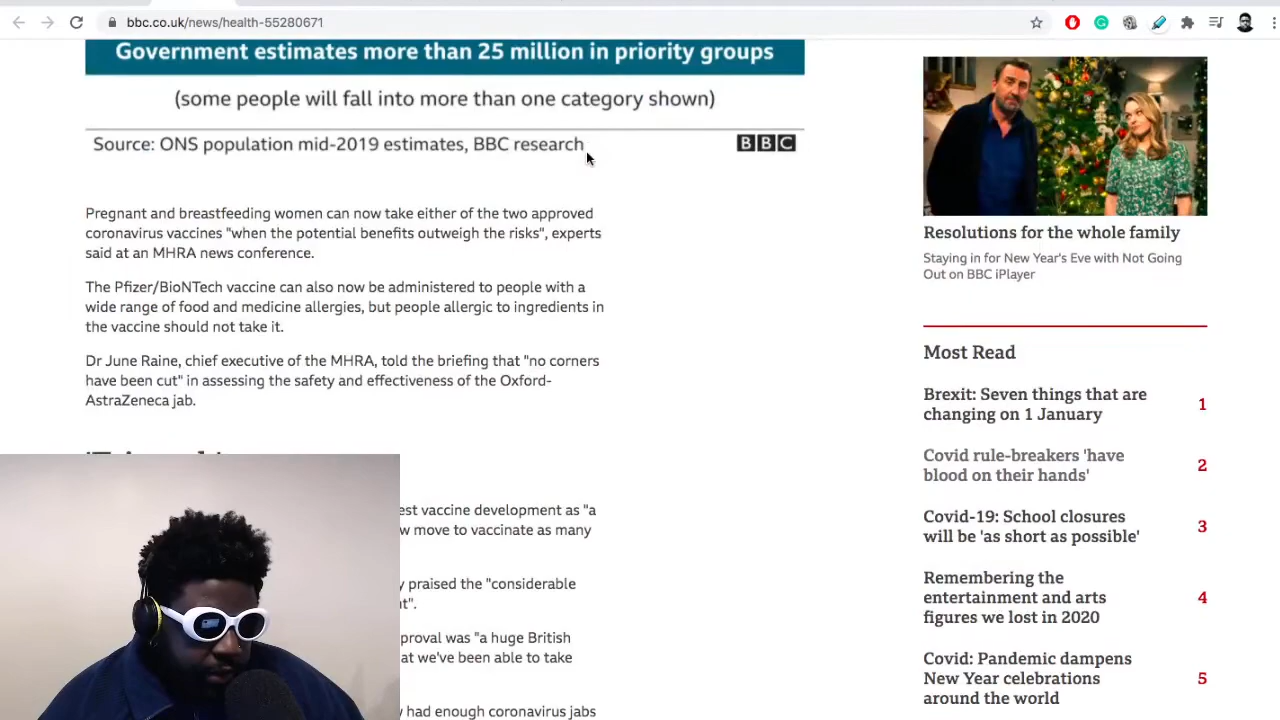 bbc.co.uk/news/health-55280671
Government estimates more than 25 million in priority groups
(some people will fall into more than one category shown)
Source: ONS population mid-2019 estimates, BBC research
BBC
Pregnant and breastfeeding women can now take either of the two approved
coronavirus vaccines "when the potential benefits outweigh the risks", experts
said at an MHRA news conference.
The Pfizer/BioNTech vaccine can also now be administered to people with a
wide range of food and medicine allergies, but people allergic to ingredients in
the vaccine should not take it.
Dr June Raine, chief executive of the MHRA, told the briefing that "no corners
have been cut" in assessing the safety and effectiveness of the Oxford-
AstraZeneca jab.
vaccine development as "a
move to vaccinate as many
praised the "considerable
was "a huge British
we've been able to take
had enough coronavirus jabs
Resolutions for the whole family
Staying in for New Year's Eve with Not Going
Out on BBC iPlayer
Most Read
Brexit: Seven things that are
changing on 1 January
1
Covid rule-breakers 'have
blood on their hands'
2
Covid-19: School closures
will be 'as short as possible'
3
Remembering the
entertainment and arts
figures we lost in 2020
4
Covid: Pandemic dampens
New Year celebrations
around the world
5